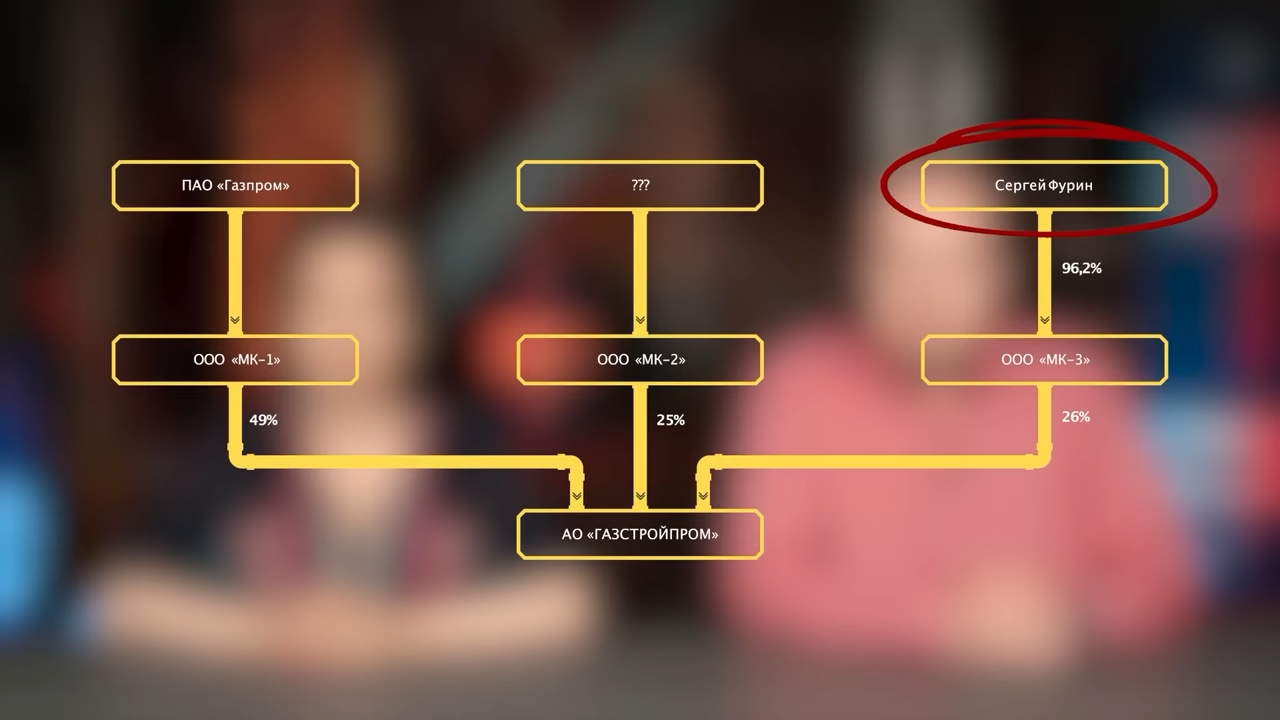 ПАО «Газпром»
???
Сергей Фурин
96,2%
ООО «МК-1»
ООО «МК-2»
ООО «МК-3»
49%
25%
26%
АО «ГАЗСТРОЙПРОМ»